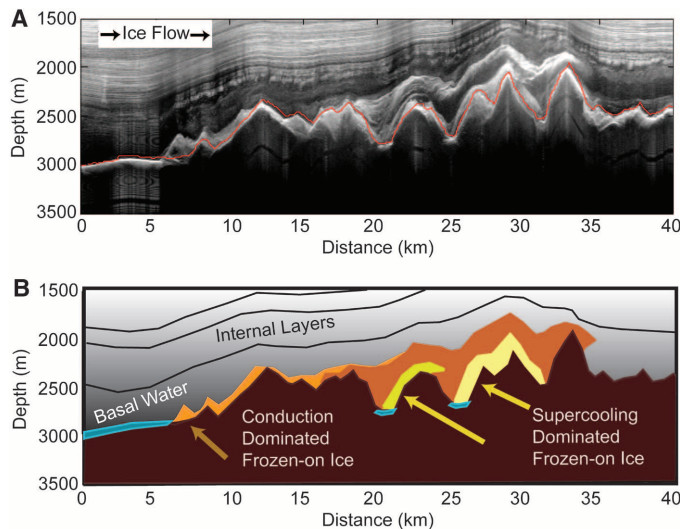 A
Ice Flow
1500
2000
2500
3000
3500
Depth (m)
0
5
10
15
20
25
30
35
40
Distance (km)
B
1500
2000
2500
3000
3500
Depth (m)
Internal Layers
Basal Water
Conduction
Dominated
Frozen-on Ice
Supercooling
Dominated
Frozen-on Ice
0
5
10
15
20
25
30
35
40
Distance (km)